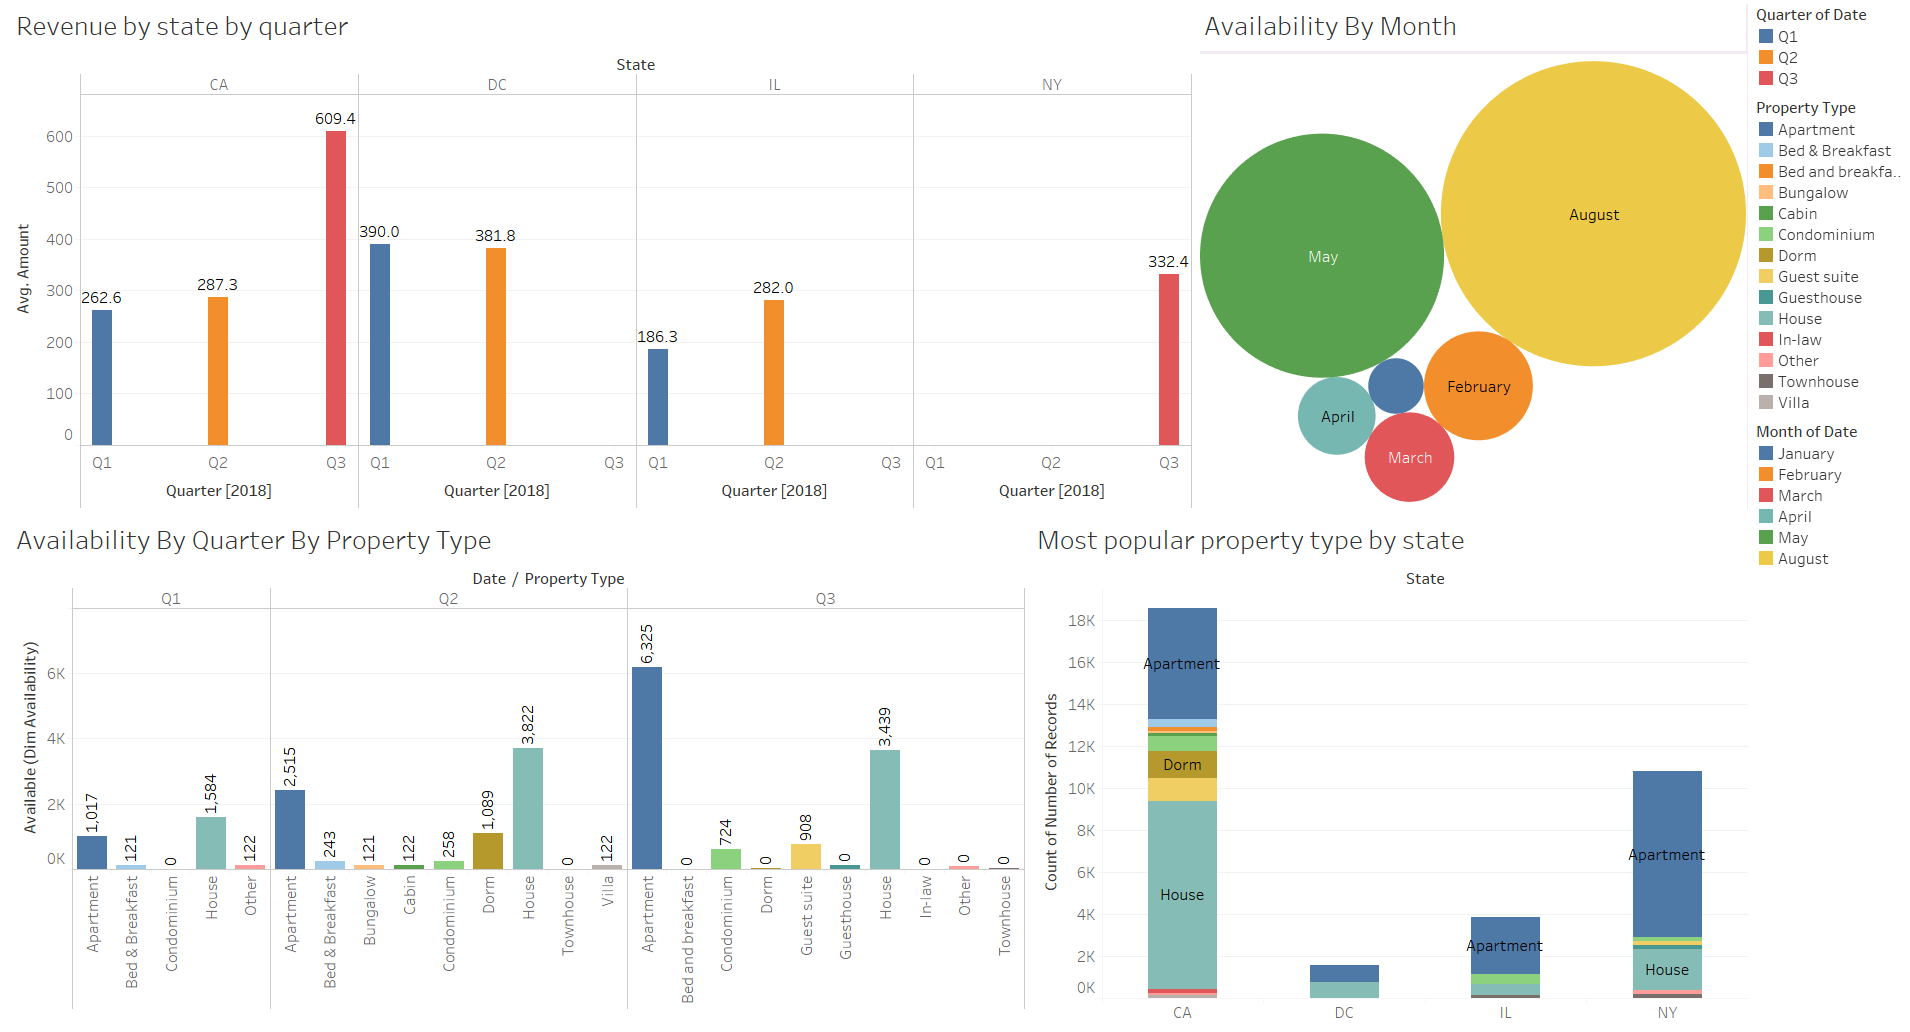 Revenue by state by quarter
State
CA DC IL NY
Avg. Amount
600
500
400
300
200
100
0
262.6 287.3 609.4 390.0 381.8 186.3 282.0 332.4
Q1 Q2 Q3 Q1 Q2 Q3 Q1 Q2 Q3 Q1 Q2 Q3
Quarter [2018] Quarter [2018] Quarter [2018] Quarter [2018]
Availability By Month
August
May
February
April
March
Quarter of Date
Q1
Q2
Q3
Property Type
Apartment
Bed & Breakfast
Bed and breakfa..
Bungalow
Cabin
Condominium
Dorm
Guest suite
Guesthouse
House
In-law
Other
Townhouse
Villa
Month of Date
January
February
March
April
May
August
Availability By Quarter By Property Type
Date / Property Type
Q1 Q2 Q3
Available (Dim Availability)
6K
4K
2K
0K
1,017 121 0 1,584 122 2,515 243 121 122 258 1,089 3,822 0 122 6,325 0 724 0 908 0 3,439 0 0 0
Apartment
Bed & Breakfast
Condominium
House
Other
Apartment
Bed & Breakfast
Bungalow
Cabin
Condominium
Dorm
House
Townhouse
Villa
Apartment
Bed and breakfast
Condominium
Dorm
Guest suite
Guesthouse
House
In-law
Other
Townhouse
Most popular property type by state
State
Count of Number of Records
18K
16K
14K
12K
10K
8K
6K
4K
2K
0K
Apartment
Dorm
House
Apartment
Apartment
House
CA DC IL NY